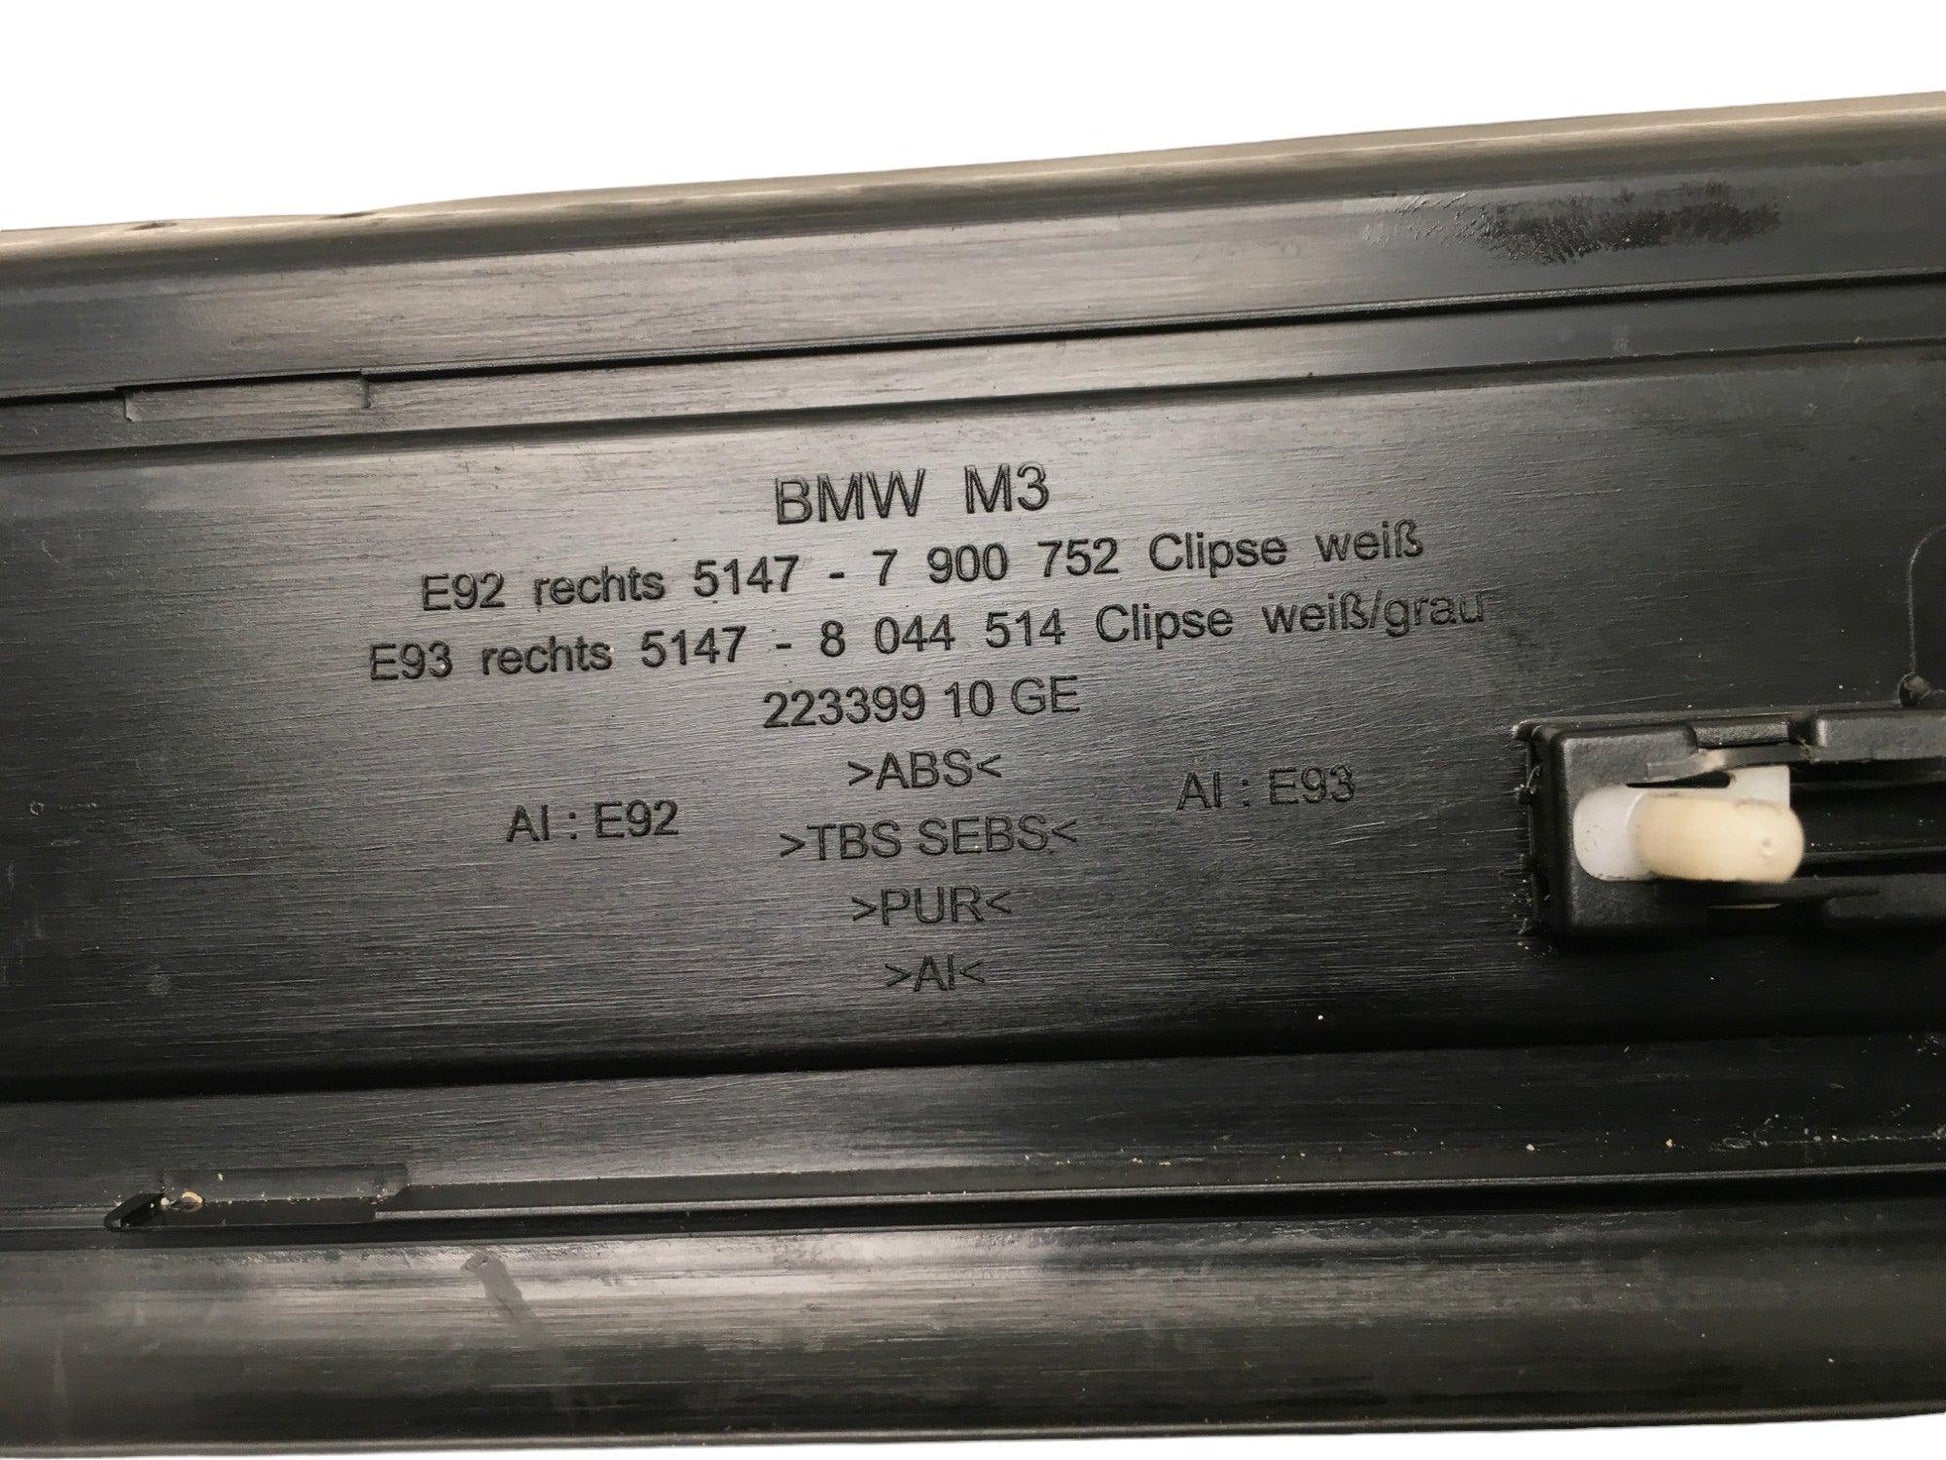 BMW M3
E92 rechts 5147 - 7 900 752 Clipse weiß
E93 rechts 5147 - 8 044 514 Clipse weiß/grau
223399 10 GE
>ABS<
AI : E92
AI : E93
>TBS SEBS<
>PUR<
>AI<